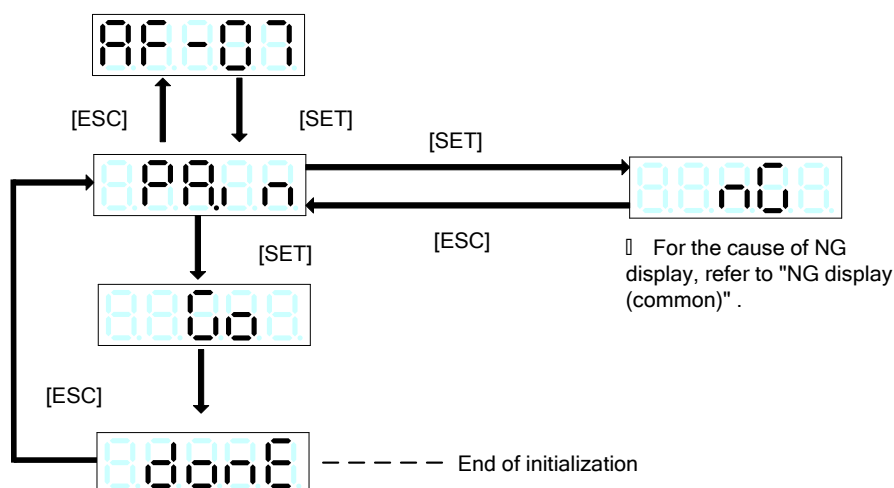 AF-07
[ESC]
[SET]
[SET]
PA. n
nG
[ESC]
[SET]
▯ For the cause of NG
display, refer to "NG display
(common)" .
Go
[ESC]
donE
End of initialization